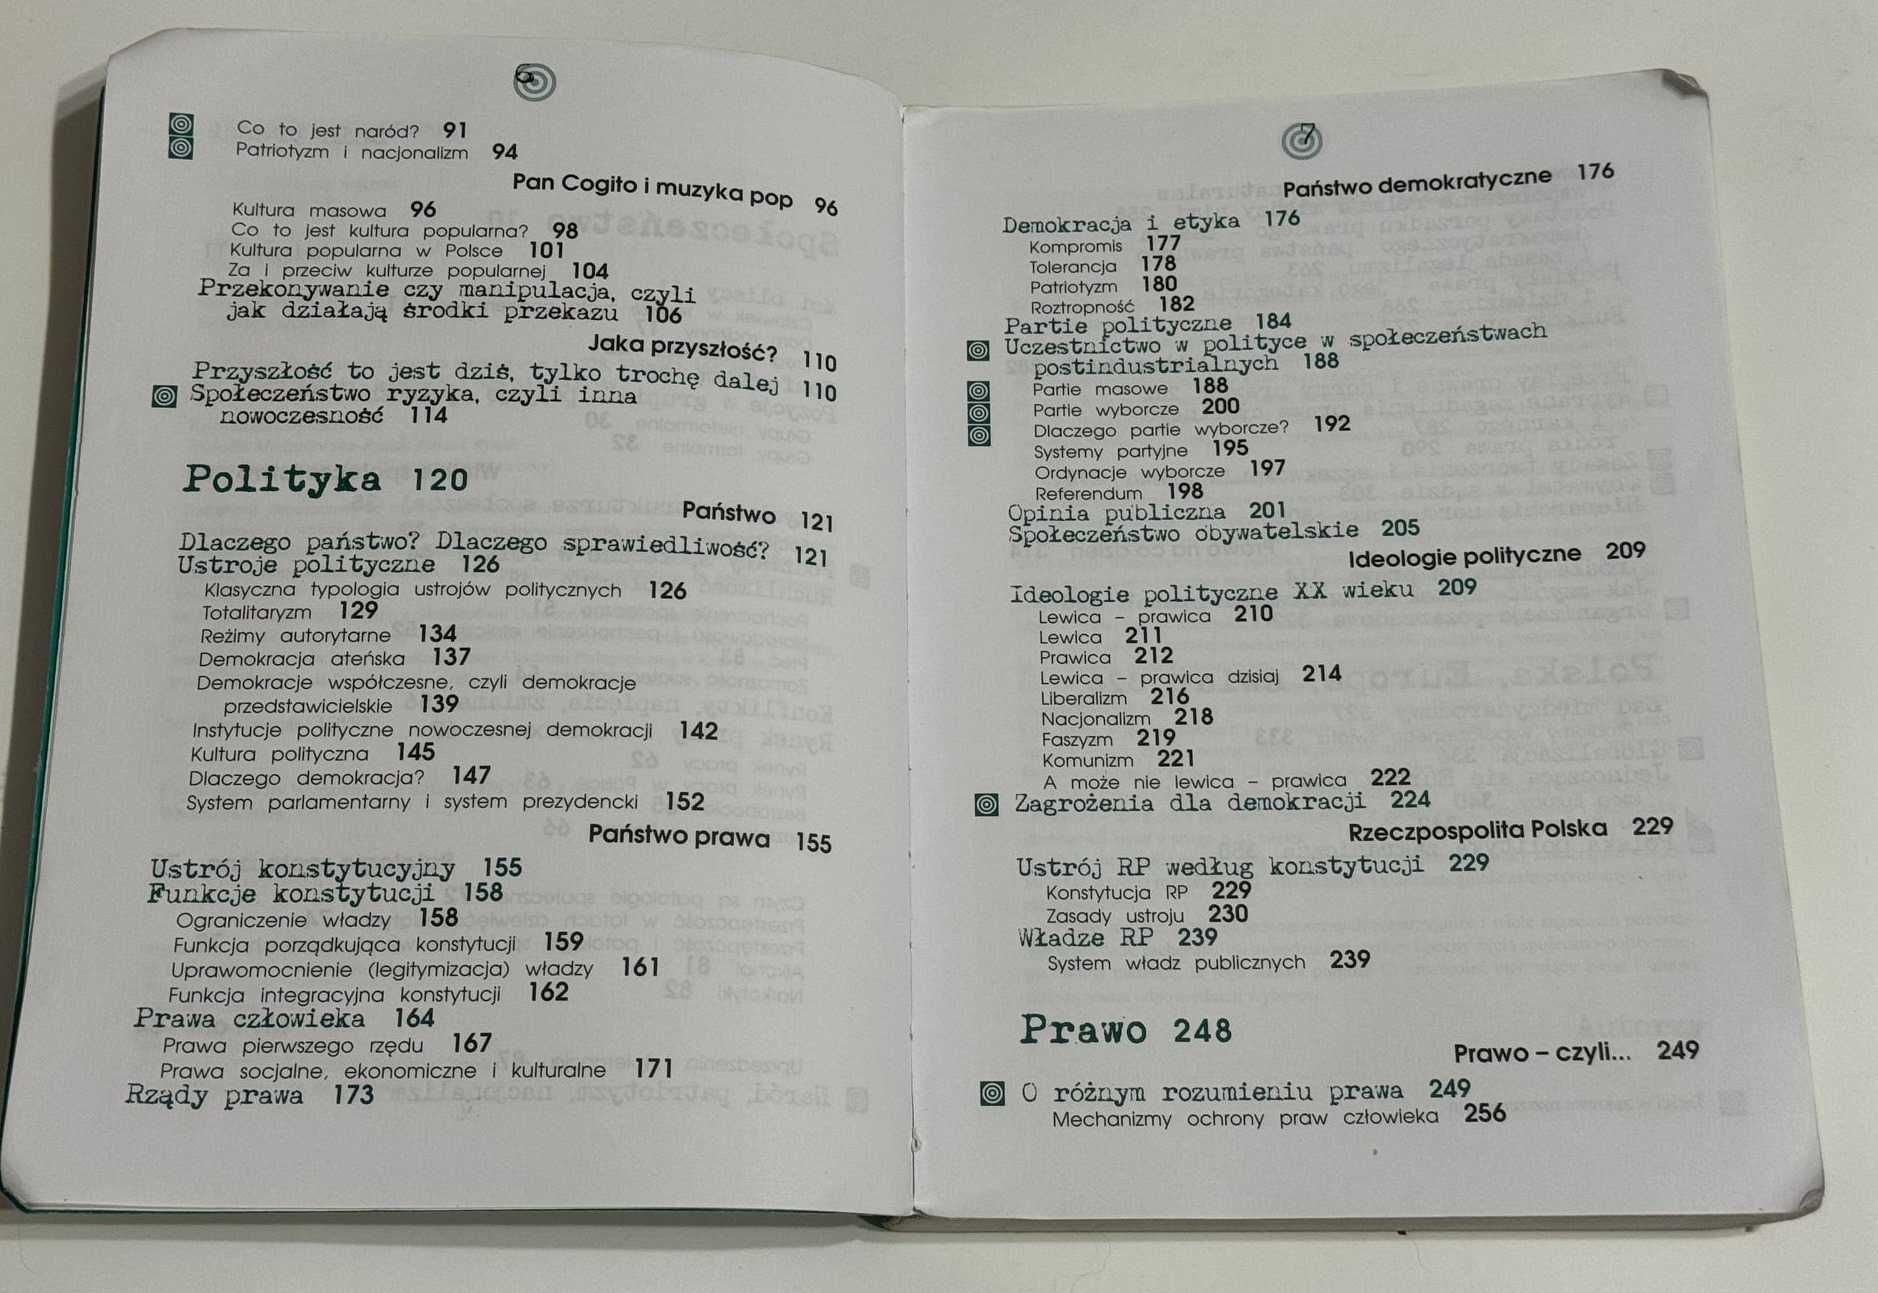 6
Co to jest naród? 91
Patriotyzm i nacjonalizm 94
Pan Cogito i muzyka pop 96
Kultura masowa 96
Co to jest kultura popularna? 98
Kultura popularna w Polsce 101
Za i przeciw kulturze popularnej 104
Przekonywanie czy manipulacja, czyli
jak działają środki przekazu 106
Jaka przyszłość? 110
Przyszłość to jest dziś, tylko trochę dalej 110
Społeczeństwo ryzyka, czyli inna
nowoczesność 114
Polityka 120
Państwo 121
Dlaczego państwo? Dlaczego sprawiedliwość? 121
Ustroje polityczne 126
Klasyczna typologia ustrojów politycznych 126
Totalitaryzm 129
Reżimy autorytarne 134
Demokracja ateńska 137
Demokracje współczesne, czyli demokracje
przedstawicielskie 139
Instytucje polityczne nowoczesnej demokracji 142
Kultura polityczna 145
Dlaczego demokracja? 147
System parlamentarny i system prezydencki 152
Państwo prawa 155
Ustrój konstytucyjny 155
Funkcje konstytucji 158
Ograniczenie władzy 158
Funkcja porządkująca konstytucji 159
Uprawomocnienie (legitymizacja) władzy 161
Funkcja integracyjna konstytucji 162
Prawa człowieka 164
Prawa pierwszego rzędu 167
Prawa socjalne, ekonomiczne i kulturalne 171
Rządy prawa 173
7
Państwo demokratyczne 176
Demokracja i etyka 176
Kompromis 177
Tolerancja 178
Patriotyzm 180
Roztropność 182
Partie polityczne 184
Uczestnictwo w polityce w społeczeństwach
postindustrialnych 188
Partie masowe 188
Partie wyborcze 200
Dlaczego partie wyborcze? 192
Systemy partyjne 195
Ordynacje wyborcze 197
Referendum 198
Opinia publiczna 201
Społeczeństwo obywatelskie 205
Ideologie polityczne 209
Ideologie polityczne XX wieku 209
Lewica – prawica 210
Lewica 211
Prawica 212
Lewica – prawica dzisiaj 214
Liberalizm 216
Nacjonalizm 218
Faszyzm 219
Komunizm 221
A może nie lewica – prawica 222
Zagrożenia dla demokracji 224
Rzeczpospolita Polska 229
Ustrój RP według konstytucji 229
Konstytucja RP 229
Zasady ustroju 230
Władze RP 239
System władz publicznych 239
Prawo 248
Prawo – czyli... 249
O różnym rozumieniu prawa 249
Mechanizmy ochrony praw człowieka 256